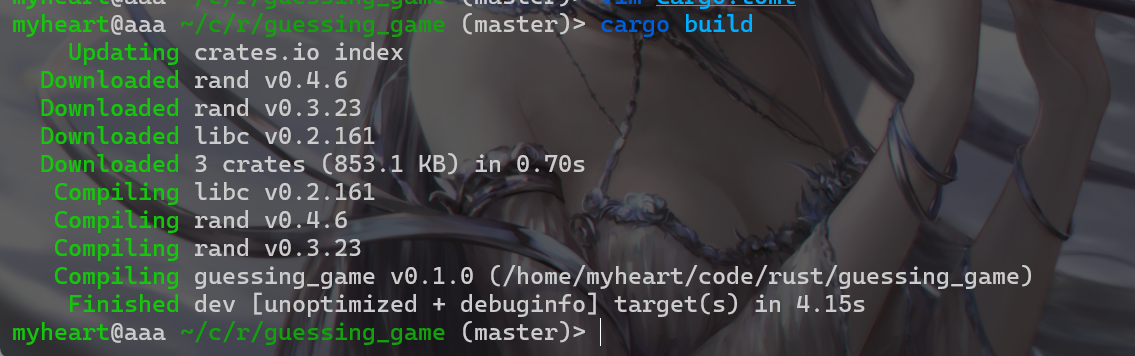 myheart@aaa ~/c/r/guessing_game (master)> vim Cargo.toml
myheart@aaa ~/c/r/guessing_game (master)> cargo build
Updating crates.io index
Downloaded rand v0.4.6
Downloaded rand v0.3.23
Downloaded libc v0.2.161
Downloaded 3 crates (853.1 KB) in 0.70s
Compiling libc v0.2.161
Compiling rand v0.4.6
Compiling rand v0.3.23
Compiling guessing_game v0.1.0 (/home/myheart/code/rust/guessing_game)
Finished dev [unoptimized + debuginfo] target(s) in 4.15s
myheart@aaa ~/c/r/guessing_game (master)>